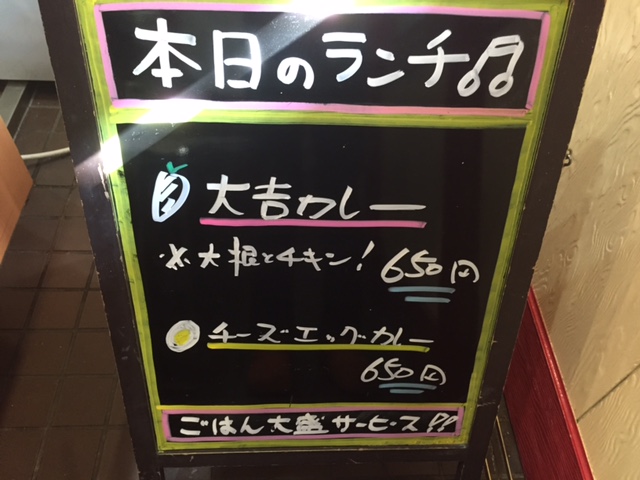 本日のランチ♫
大吉カレー
※大根とチキン! 650円
チーズエッグカレー
650円
ごはん大盛サービス!!